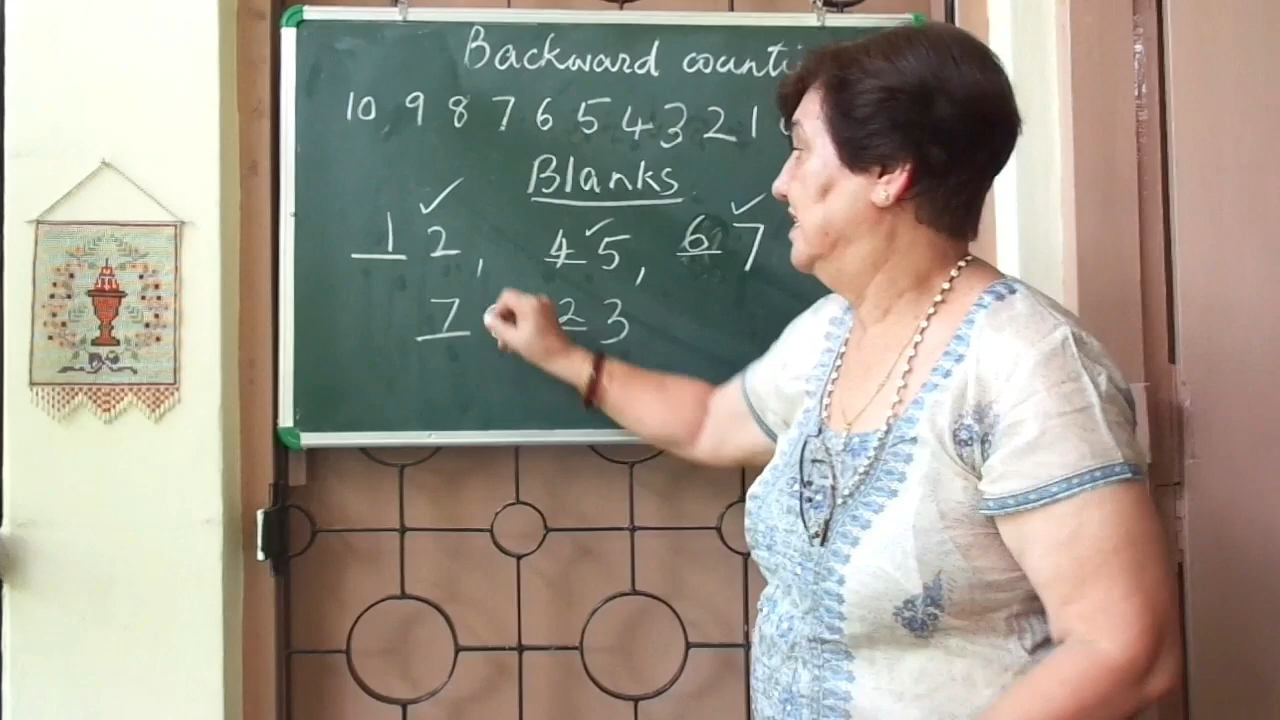 Backward counti
10 9 8 7 6 5 4 3 2 1
Blanks
1 2, 4 5, 6 7
7 2 3